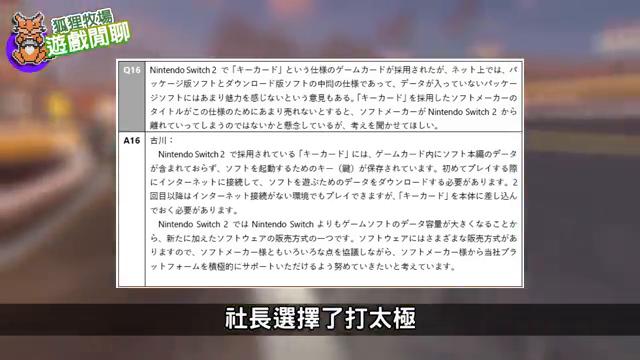 狐狸牧場
遊戲閒聊
Q16 Nintendo Switch 2 で「キーカード」という仕様のゲームカードが採用されたが、ネット上では、パ
ッケージ版ソフトとダウンロード版ソフトの中間の仕様であって、データが入っていないパッケー
ジソフトにはあまり魅力を感じないという意見もある。「キーカード」を採用したソフトメーカーの
タイトルがこの仕様のためにあまり売れないとすると、ソフトメーカーが Nintendo Switch 2 から
離れていってしまうのではないかと懸念しているが、考えを聞かせてほしい。
A16 古川：
Nintendo Switch 2 で採用されている「キーカード」には、ゲームカード内にソフト本編のデータ
が含まれておらず、ソフトを起動するためのキー（鍵）が保存されています。初めてプレイする際
にインターネットに接続して、ソフトを遊ぶためのデータをダウンロードする必要があります。2
回目以降はインターネット接続がない環境でもプレイできますが、「キーカード」を本体に差し込ん
でおく必要があります。
Nintendo Switch 2 では Nintendo Switch よりもゲームソフトのデータ容量が大きくなることか
ら、新たに加えたソフトウェアの販売方式の一つです。ソフトウェアにはさまざまな販売方式があ
りますので、ソフトメーカー様ともいろいろな点を協議しながら、ソフトメーカー様から当社プラ
ットフォームを積極的にサポートいただけるよう努めていきたいと考えています。
社長選擇了打太極